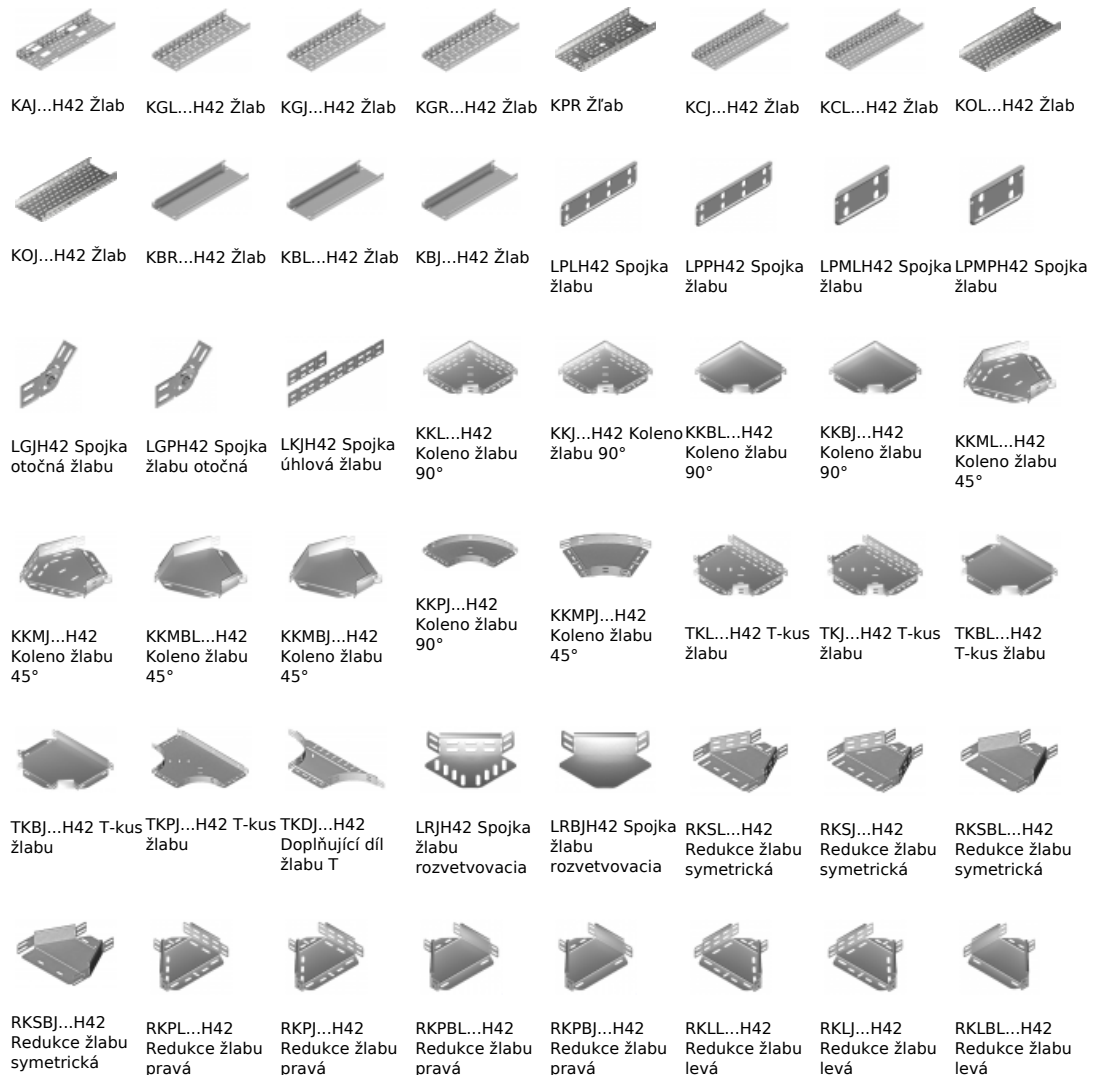 KAJ...H42 Žlab
KGL...H42 Žlab
KGJ...H42 Žlab
KGR...H42 Žlab
KPR Žľab
KCJ...H42 Žlab
KCL...H42 Žlab
KOL...H42 Žlab
KOJ...H42 Žlab
KBR...H42 Žlab
KBL...H42 Žlab
KBJ...H42 Žlab
LPLH42 Spojka
žlabu
LPPH42 Spojka
žlabu
LPMLH42 Spojka
žlabu
LPMPH42 Spojka
žlabu
LGJH42 Spojka
otočná žlabu
LGPH42 Spojka
žlabu otočná
LKJH42 Spojka
úhlová žlabu
KKL...H42
Koleno žlabu
90°
KKJ...H42 Koleno
žlabu 90°
KKBL...H42
Koleno žlabu
90°
KKBJ...H42
Koleno žlabu
90°
KKML...H42
Koleno žlabu
45°
KKMJ...H42
Koleno žlabu
45°
KKMBL...H42
Koleno žlabu
45°
KKMBJ...H42
Koleno žlabu
45°
KKPJ...H42
Koleno žlabu
90°
KKMPJ...H42
Koleno žlabu
45°
TKL...H42 T-kus
žlabu
TKJ...H42 T-kus
žlabu
TKBL...H42
T-kus žlabu
TKBJ...H42 T-kus
žlabu
TKPJ...H42 T-kus
žlabu
TKDJ...H42
Doplňující díl
žlabu T
LRJH42 Spojka
žlabu
rozvetvovacia
LRBJH42 Spojka
žlabu
rozvetvovacia
RKSL...H42
Redukce žlabu
symetrická
RKSJ...H42
Redukce žlabu
symetrická
RKSBL...H42
Redukce žlabu
symetrická
RKSBJ...H42
Redukce žlabu
symetrická
RKPL...H42
Redukce žlabu
pravá
RKPJ...H42
Redukce žlabu
pravá
RKPBL...H42
Redukce žlabu
pravá
RKPBJ...H42
Redukce žlabu
pravá
RKLL...H42
Redukce žlabu
levá
RKLJ...H42
Redukce žlabu
levá
RKLBL...H42
Redukce žlabu
levá